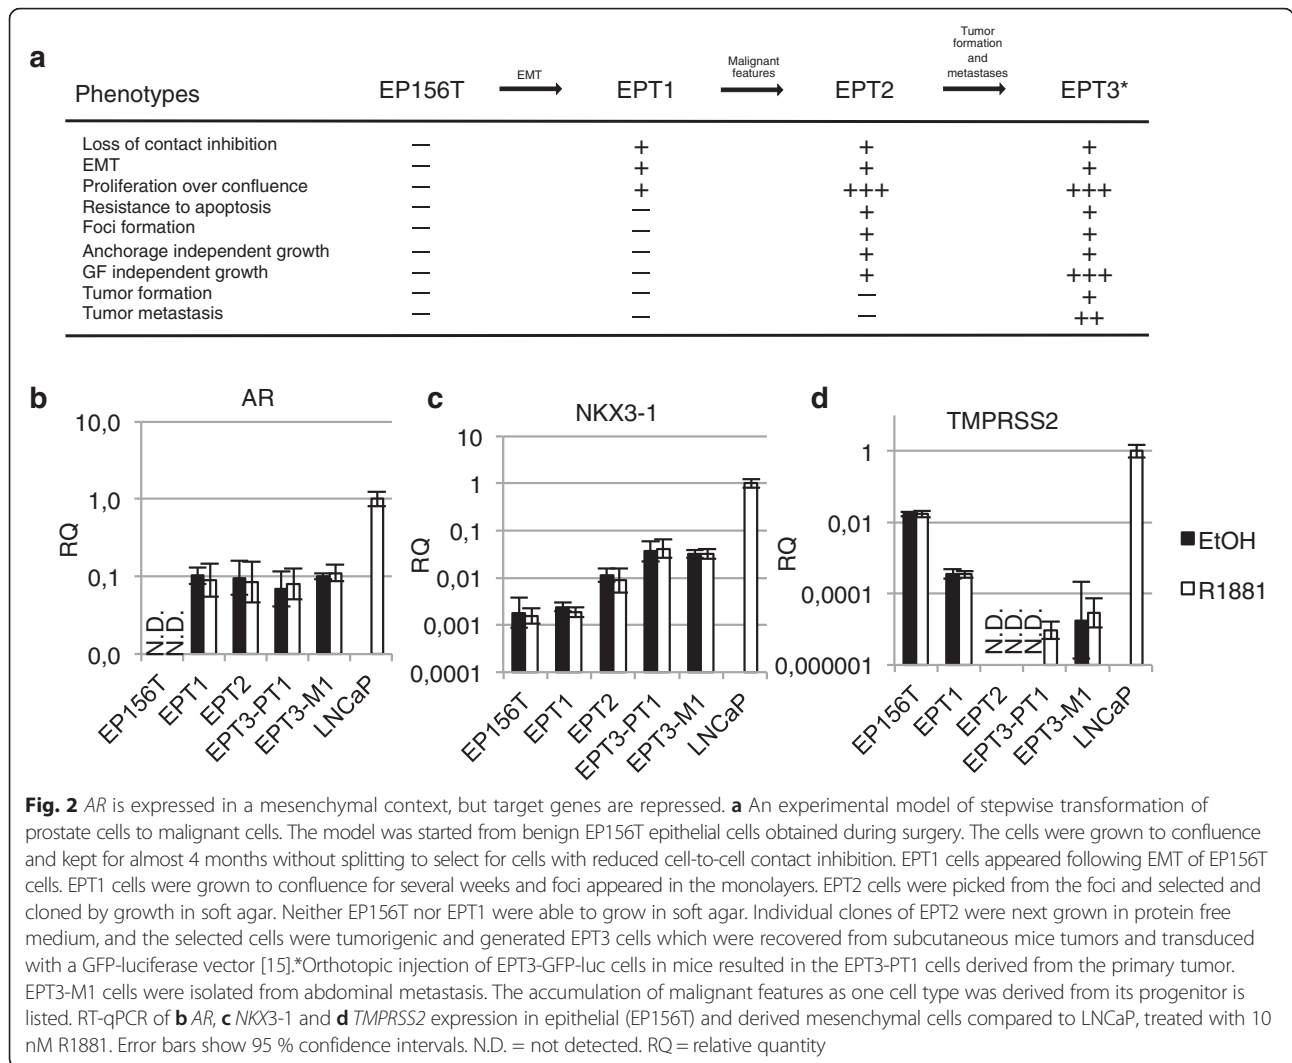 a
Phenotypes EP156T EMT EPT1 Malignant features EPT2 Tumor formation and metastases EPT3*
Loss of contact inhibition — + + +
EMT — + + +
Proliferation over confluence — + +++ +++
Resistance to apoptosis — — + +
Foci formation — — + +
Anchorage independent growth — — + +
GF independent growth — — + +++
Tumor formation — — — +
Tumor metastasis — — — ++
b
AR
RQ
10,0
1,0
0,1
0,0
N.D.
N.D.
EP156T
EPT1
EPT2
EPT3-PT1
EPT3-M1
LNCaP
c
NKX3-1
RQ
10
1
0,1
0,01
0,001
0,0001
EP156T
EPT1
EPT2
EPT3-PT1
EPT3-M1
LNCaP
d
TMPRSS2
RQ
1
0,01
0,0001
0,000001
N.D.
N.D.
N.D.
EP156T
EPT1
EPT2
EPT3-PT1
EPT3-M1
LNCaP
EtOH
R1881
Fig. 2 AR is expressed in a mesenchymal context, but target genes are repressed. a An experimental model of stepwise transformation of
prostate cells to malignant cells. The model was started from benign EP156T epithelial cells obtained during surgery. The cells were grown to confluence
and kept for almost 4 months without splitting to select for cells with reduced cell-to-cell contact inhibition. EPT1 cells appeared following EMT of EP156T
cells. EPT1 cells were grown to confluence for several weeks and foci appeared in the monolayers. EPT2 cells were picked from the foci and selected and
cloned by growth in soft agar. Neither EP156T nor EPT1 were able to grow in soft agar. Individual clones of EPT2 were next grown in protein free
medium, and the selected cells were tumorigenic and generated EPT3 cells which were recovered from subcutaneous mice tumors and transduced
with a GFP-luciferase vector [15].*Orthotopic injection of EPT3-GFP-luc cells in mice resulted in the EPT3-PT1 cells derived from the primary tumor.
EPT3-M1 cells were isolated from abdominal metastasis. The accumulation of malignant features as one cell type was derived from its progenitor is
listed. RT-qPCR of b AR, c NKX3-1 and d TMPRSS2 expression in epithelial (EP156T) and derived mesenchymal cells compared to LNCaP, treated with 10
nM R1881. Error bars show 95 % confidence intervals. N.D. = not detected. RQ = relative quantity